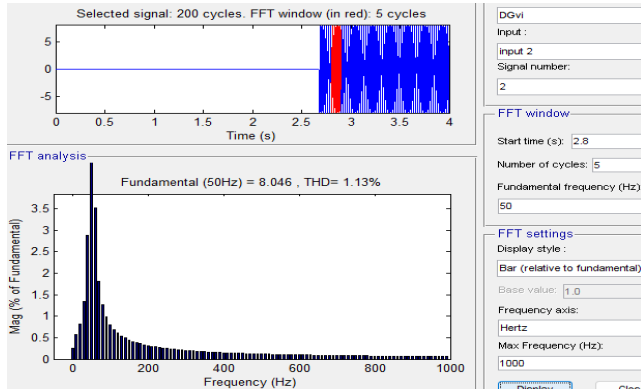 Selected signal: 200 cycles. FFT window (in red): 5 cycles
5
0
-5
0 0.5 1 1.5 2 2.5 3 3.5 4
Time (s)
FFT analysis
Fundamental (50Hz) = 8.046 , THD= 1.13%
Mag (% of Fundamental)
3.5
3
2.5
2
1.5
1
0.5
0
0 200 400 600 800 1000
Frequency (Hz)
DGvi
Input :
input 2
Signal number:
2
FFT window
Start time (s): 2.8
Number of cycles: 5
Fundamental frequency (Hz)
50
FFT settings
Display style :
Bar (relative to fundamental)
Base value: 1.0
Frequency axis:
Hertz
Max Frequency (Hz):
1000
Display